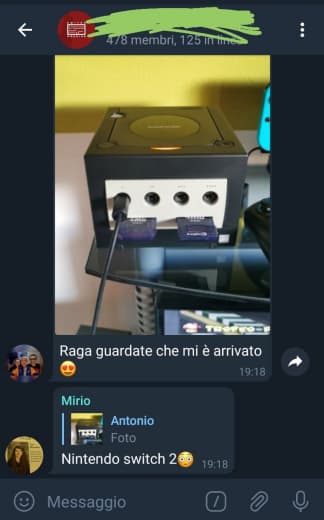 478 membri, 125 in linea
Raga guardate che mi è arrivato
😍
19:18
Mirio
Antonio
Foto
Nintendo switch 2😳
19:18
Messaggio